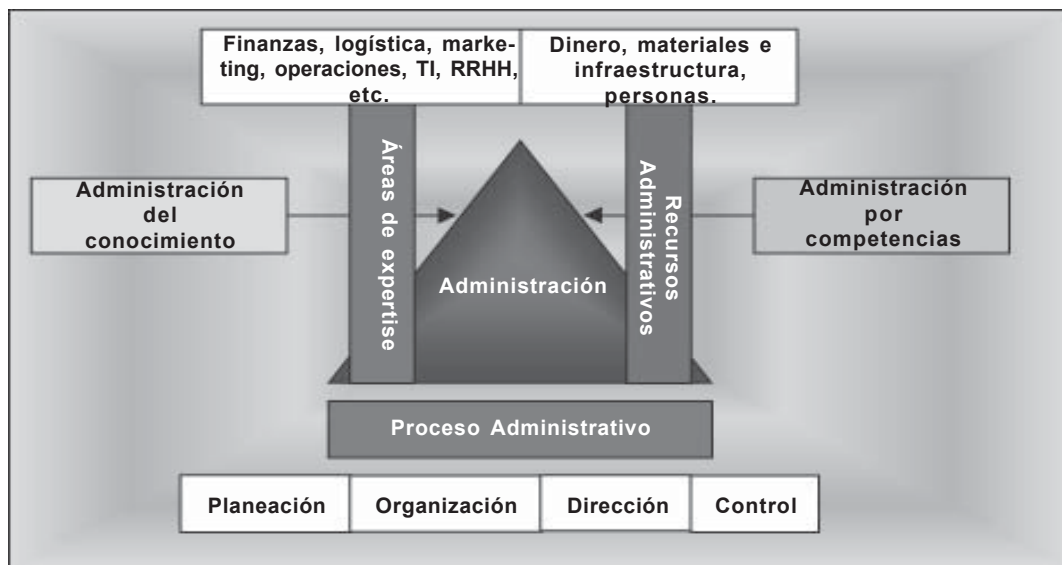 Finanzas, logística, marke-
ting, operaciones, TI, RRHH,
etc.
Dinero, materiales e
infraestructura,
personas.
Áreas de expertise
Recursos
Administrativos
Administración
del
conocimiento
Administración
por
competencias
Administración
Proceso Administrativo
Planeación
Organización
Dirección
Control